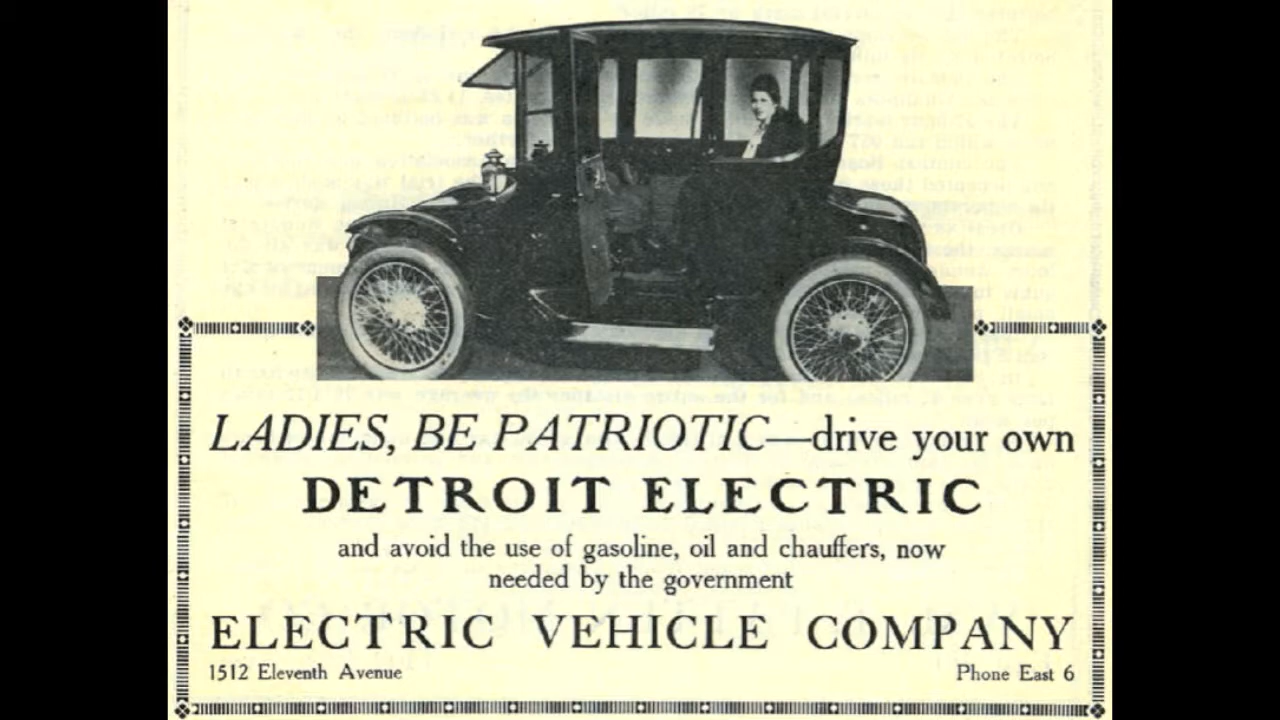 LADIES, BE PATRIOTIC—drive your own
DETROIT ELECTRIC
and avoid the use of gasoline, oil and chauffers, now
needed by the government
ELECTRIC VEHICLE COMPANY
1512 Eleventh Avenue
Phone East 6